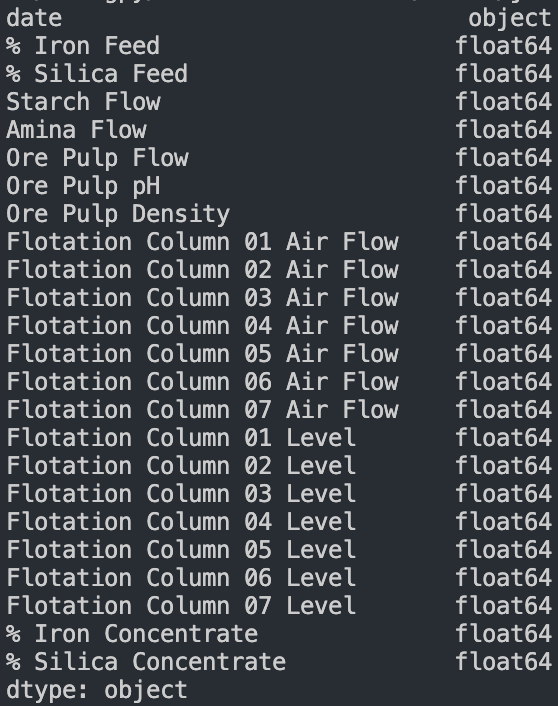 date object
% Iron Feed float64
% Silica Feed float64
Starch Flow float64
Amina Flow float64
Ore Pulp Flow float64
Ore Pulp pH float64
Ore Pulp Density float64
Flotation Column 01 Air Flow float64
Flotation Column 02 Air Flow float64
Flotation Column 03 Air Flow float64
Flotation Column 04 Air Flow float64
Flotation Column 05 Air Flow float64
Flotation Column 06 Air Flow float64
Flotation Column 07 Air Flow float64
Flotation Column 01 Level float64
Flotation Column 02 Level float64
Flotation Column 03 Level float64
Flotation Column 04 Level float64
Flotation Column 05 Level float64
Flotation Column 06 Level float64
Flotation Column 07 Level float64
% Iron Concentrate float64
% Silica Concentrate float64
dtype: object